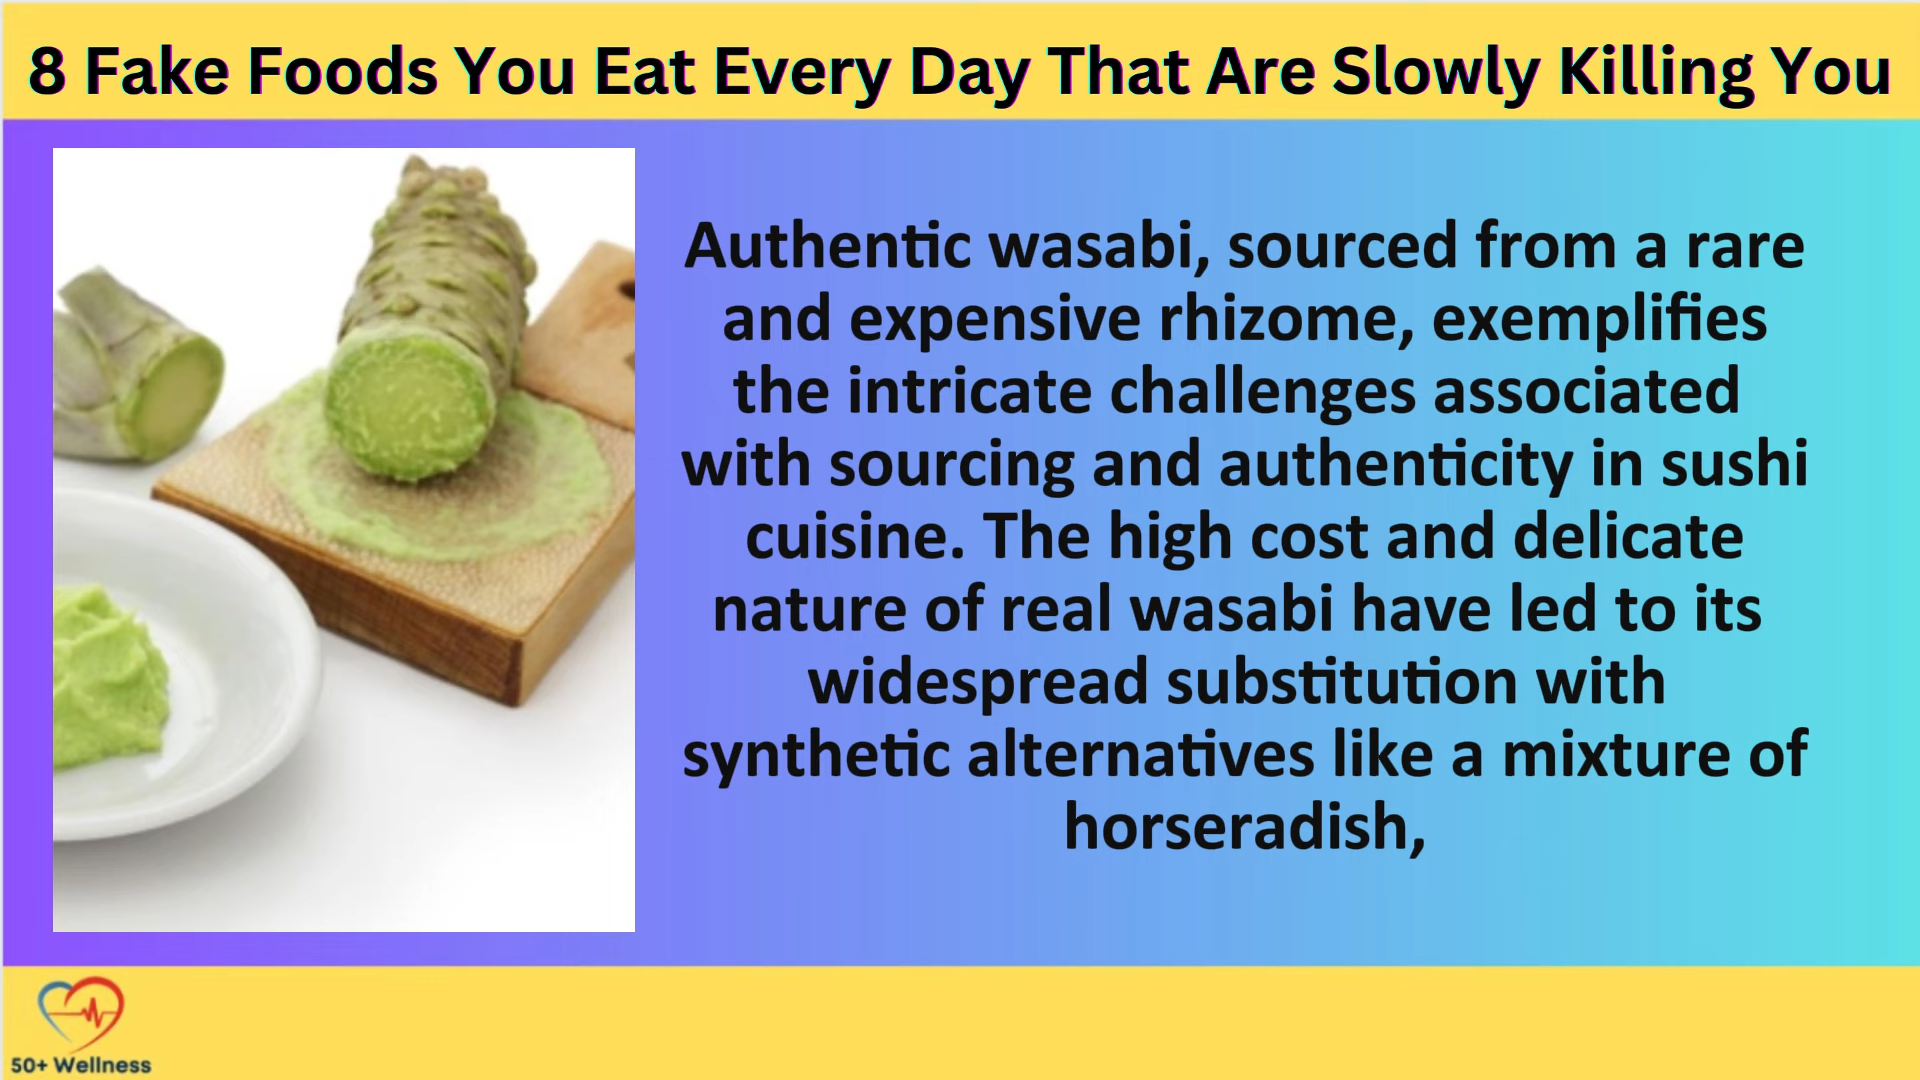 8 Fake Foods You Eat Every Day That Are Slowly Killing You
Authentic wasabi, sourced from a rare
and expensive rhizome, exemplifies
the intricate challenges associated
with sourcing and authenticity in sushi
cuisine. The high cost and delicate
nature of real wasabi have led to its
widespread substitution with
synthetic alternatives like a mixture of
horseradish,
50+ Wellness